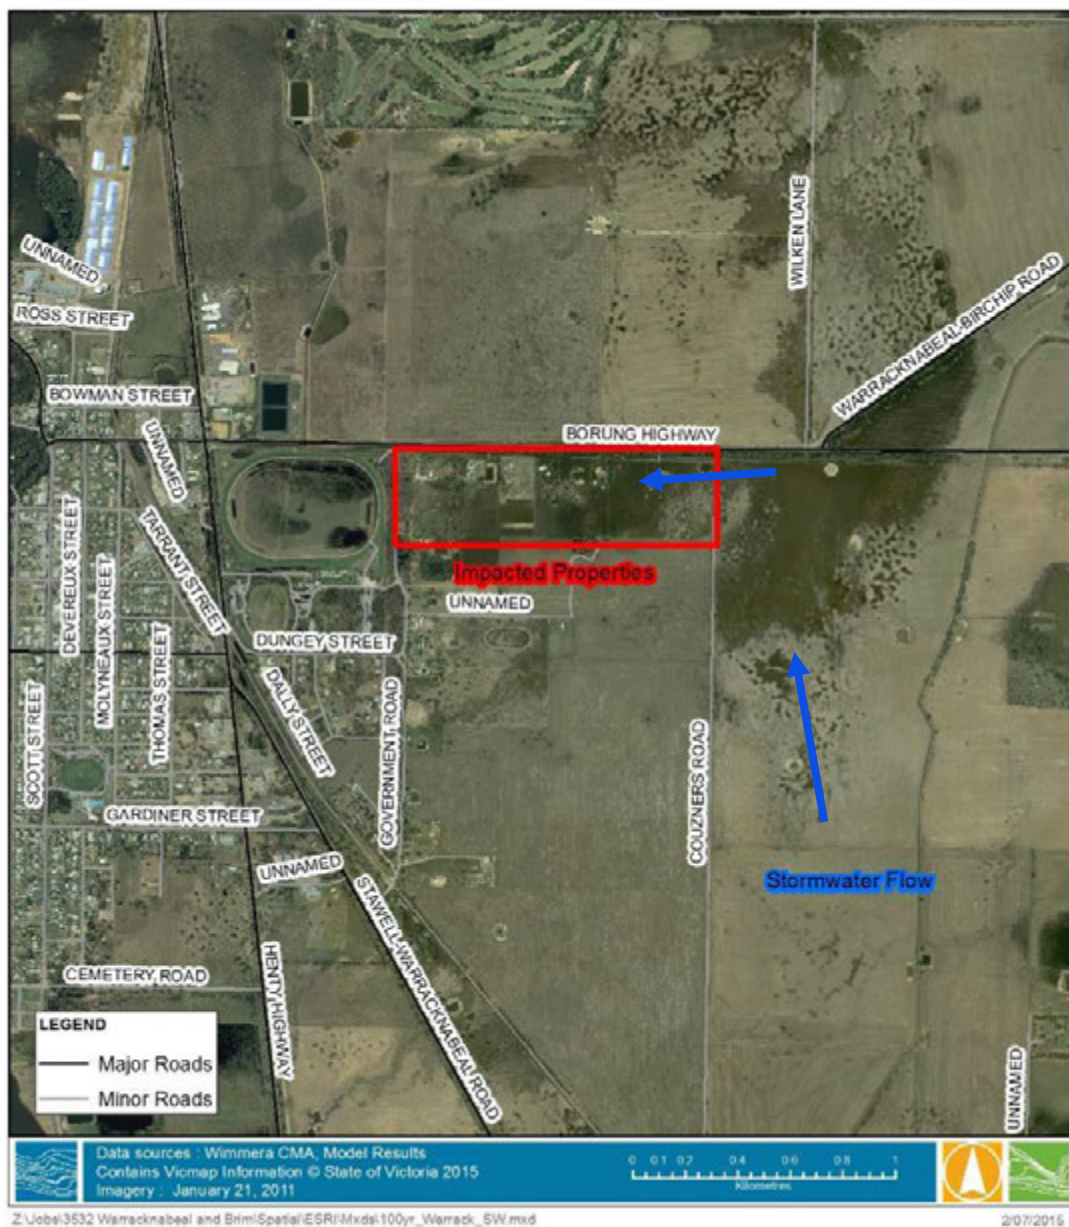 UNNAMED
ROSS STREET
BOWMAN STREET
UNNAMED
WILKEN LANE
WARRACKNABEAL-BIRCHIP ROAD
BORUNG HIGHWAY
DEVEREUX STREET
MOLYNEAUX STREET
TARRANT STREET
Impacted Properties
UNNAMED
DUNGEY STREET
SCOTT STREET
THOMAS STREET
DALLY STREET
GOVERNMENT ROAD
COUZNERS ROAD
GARDINER STREET
UNNAMED
Stormwater Flow
STAWELL-WARRACKNABEAL ROAD
CEMETERY ROAD
HENTY HIGHWAY
UNNAMED
LEGEND
Major Roads
Minor Roads
Data sources : Wimmera CMA, Model Results
Contains Vicmap Information © State of Victoria 2015
Imagery : January 21, 2011
0 0.1 0.2 0.4 0.6 0.8 1
Kilometres
Z:\Jobs\3532 Warracknabeal and Brim\Spatial\ESRI\Mxds\100yr_Warrack_SW.mxd
2/07/2015